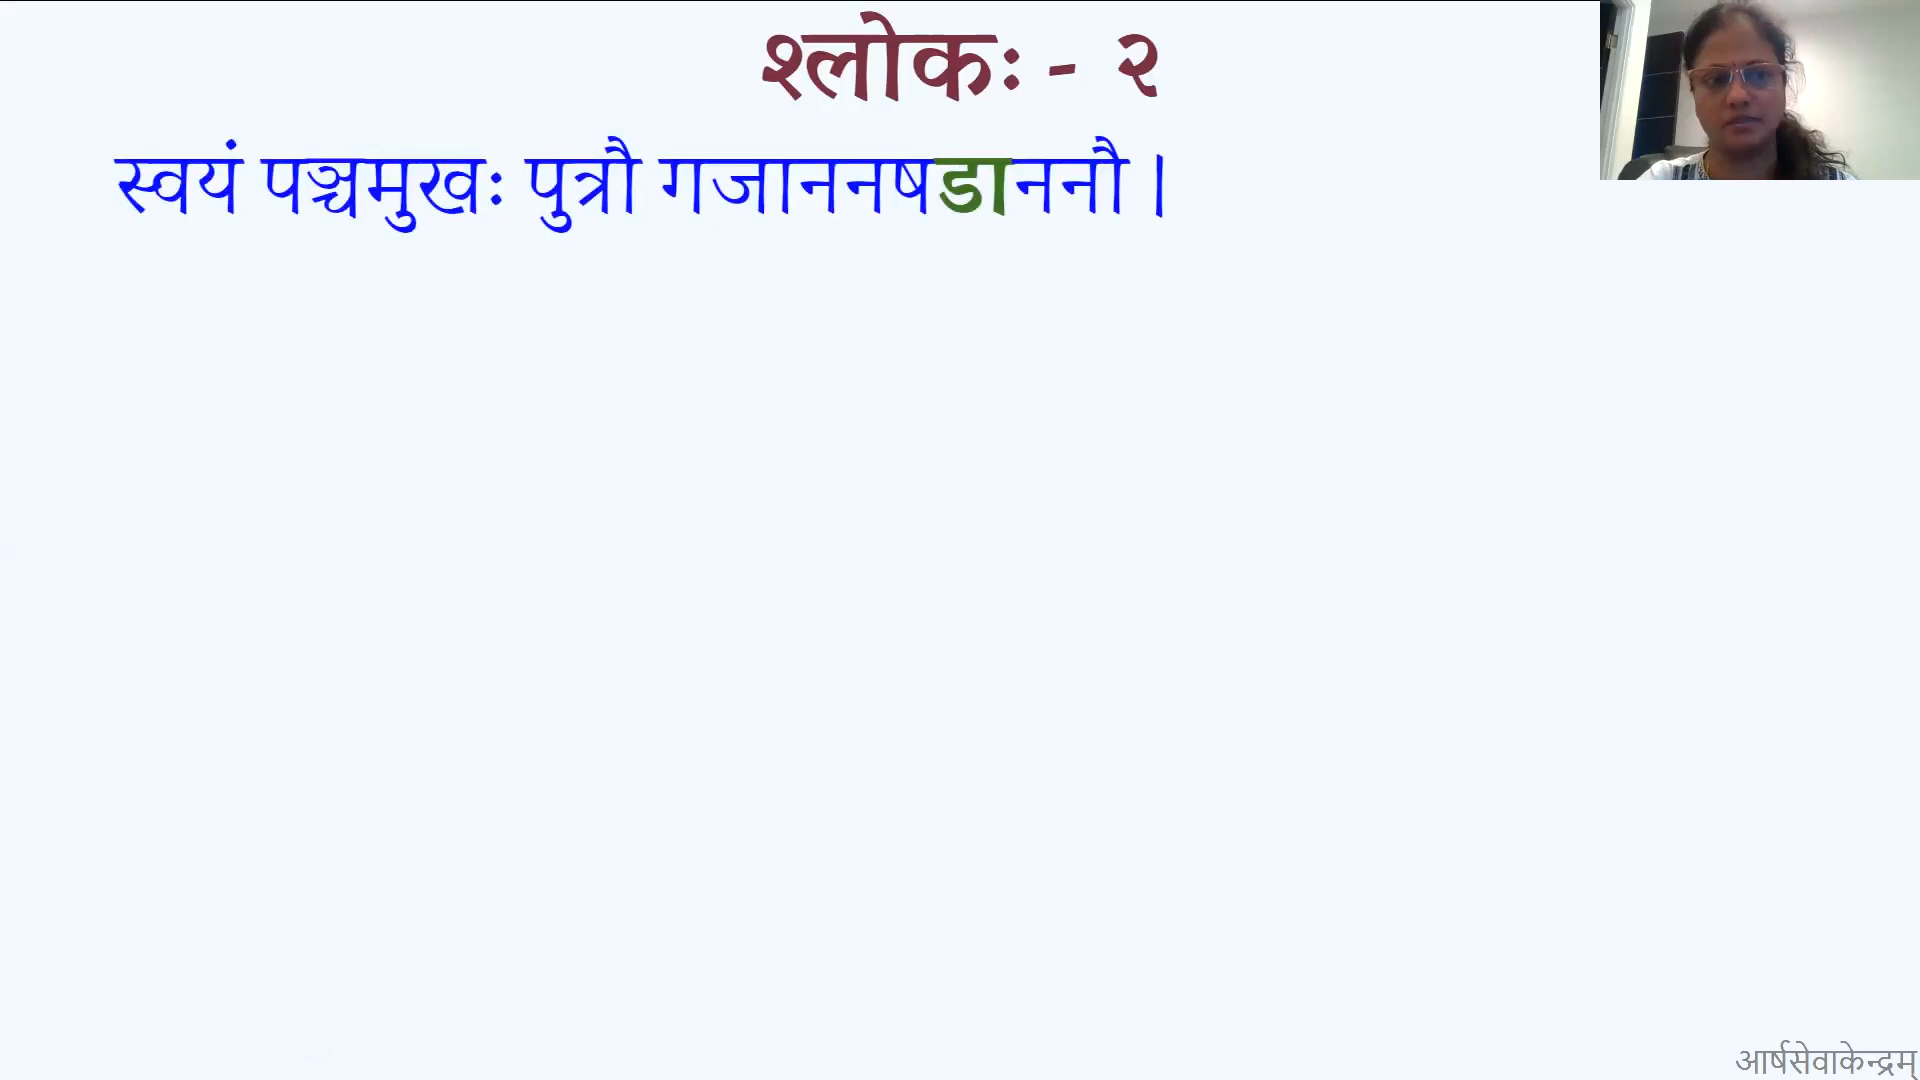 श्लोकः - २
स्वयं पञ्चमुखः पुत्रौ गजाननषडाननौ ।
आर्षसेवाकेन्द्रम्